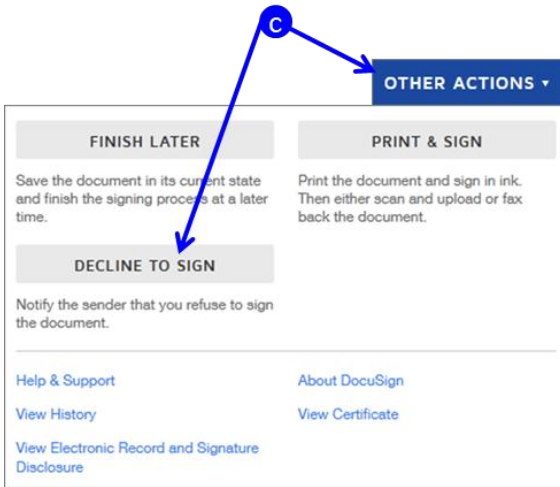 C
OTHER ACTIONS ▾
FINISH LATER
Save the document in its current state
and finish the signing process at a later
time.
PRINT & SIGN
Print the document and sign in ink.
Then either scan and upload or fax
back the document.
DECLINE TO SIGN
Notify the sender that you refuse to sign
the document.
Help & Support
About DocuSign
View History
View Certificate
View Electronic Record and Signature
Disclosure